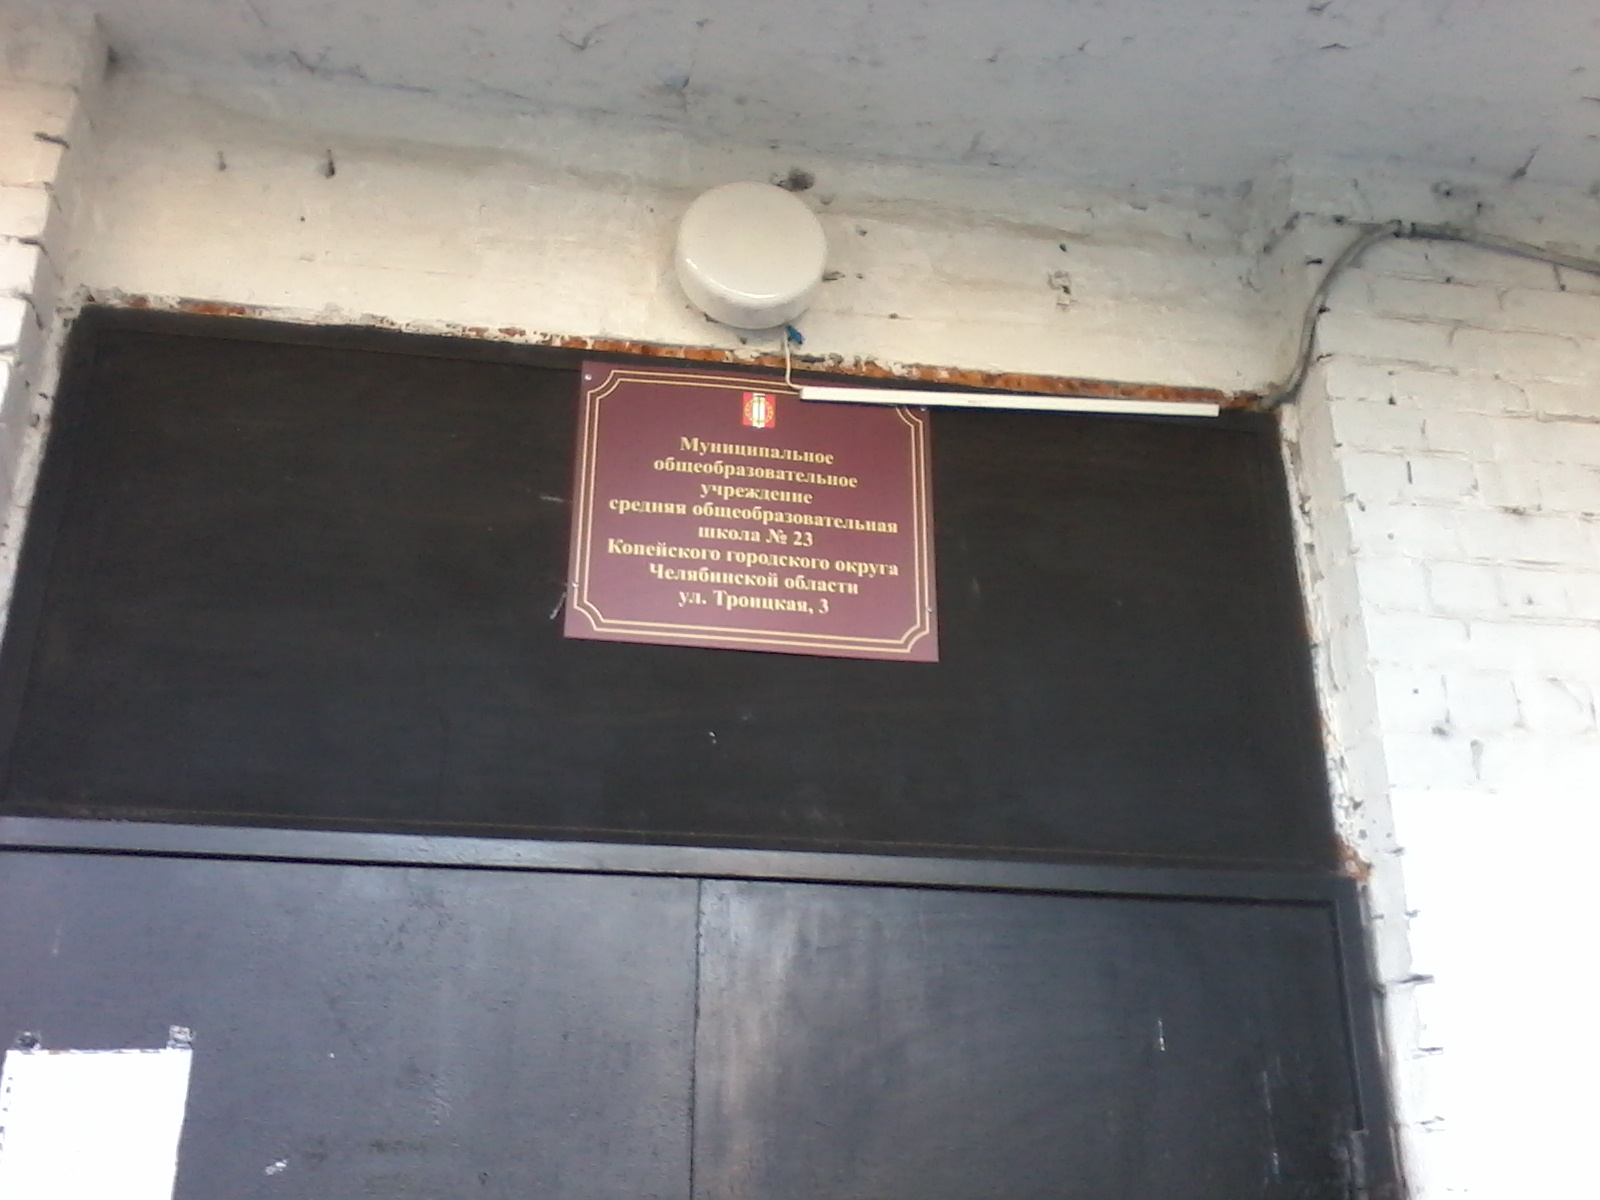 Муниципальное
общеобразовательное
учреждение
средняя общеобразовательная
школа № 23
Копейского городского округа
Челябинской области
ул. Троицкая, 3